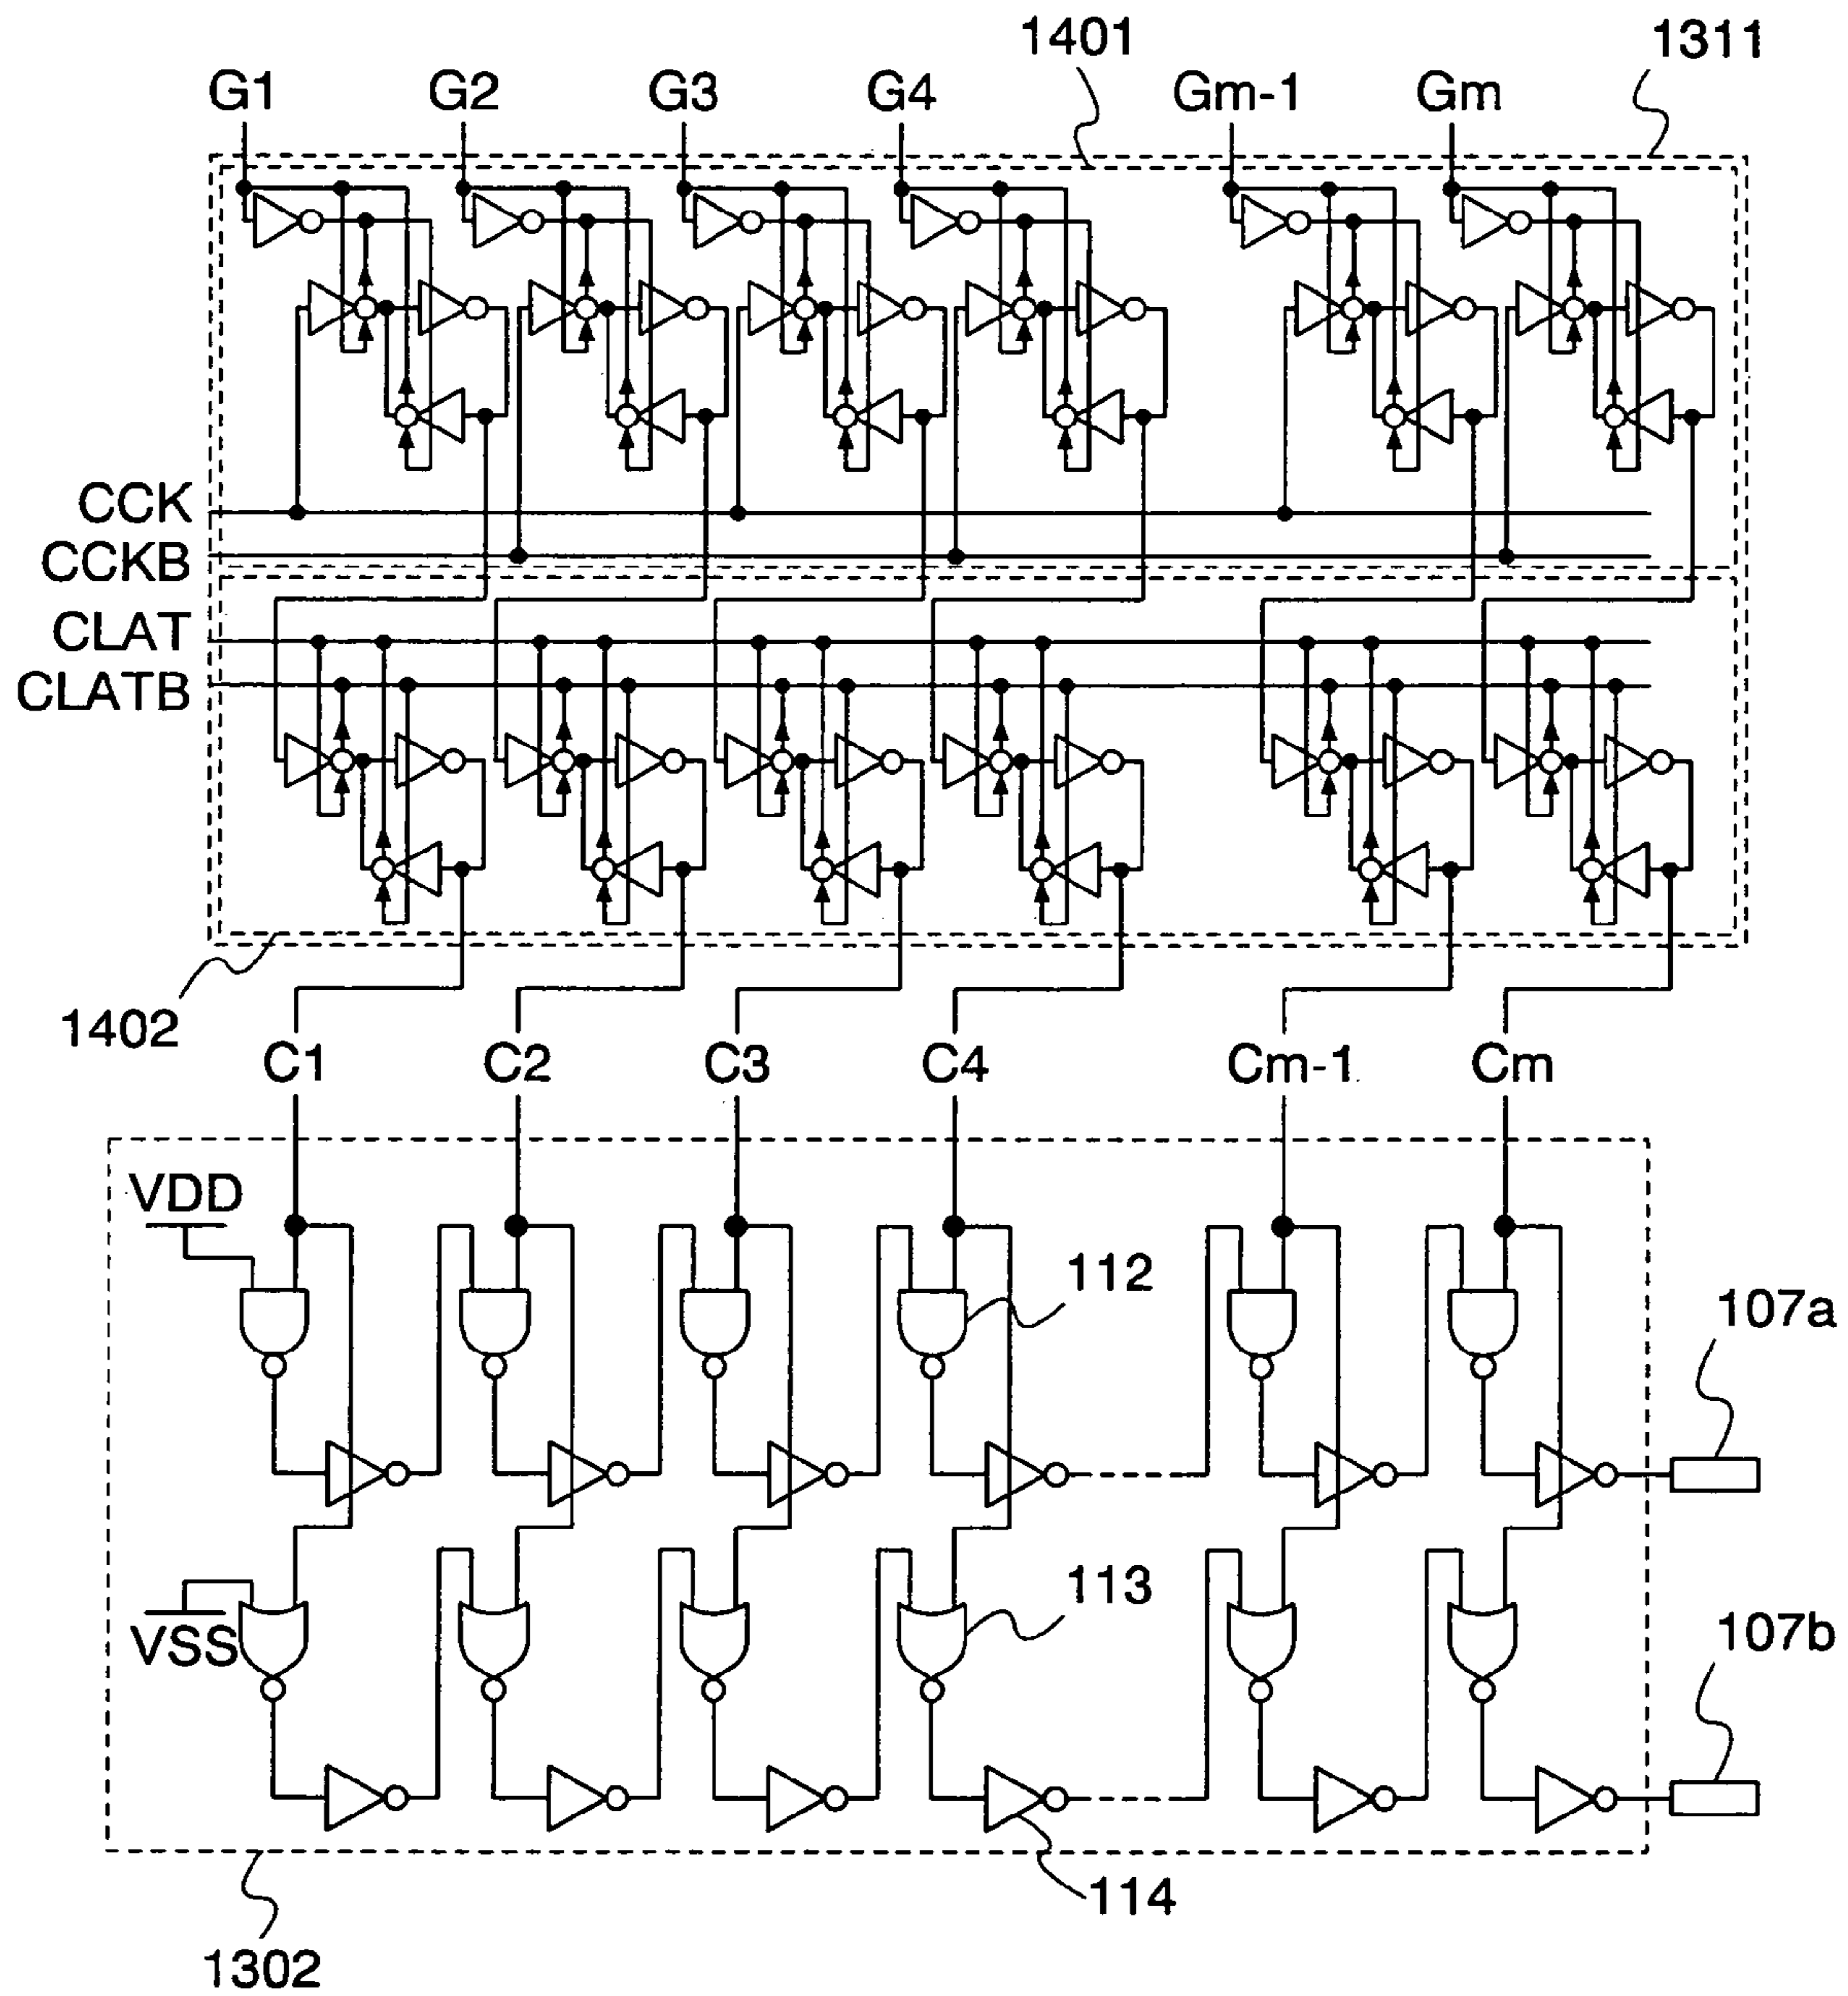 1401 1311
G1 G2 G3 G4 Gm-1 Gm
CCK
CCKB
CLAT
CLATB
1402
C1 C2 C3 C4 Cm-1 Cm
VDD
112
107a
113
VSS
107b
114
1302